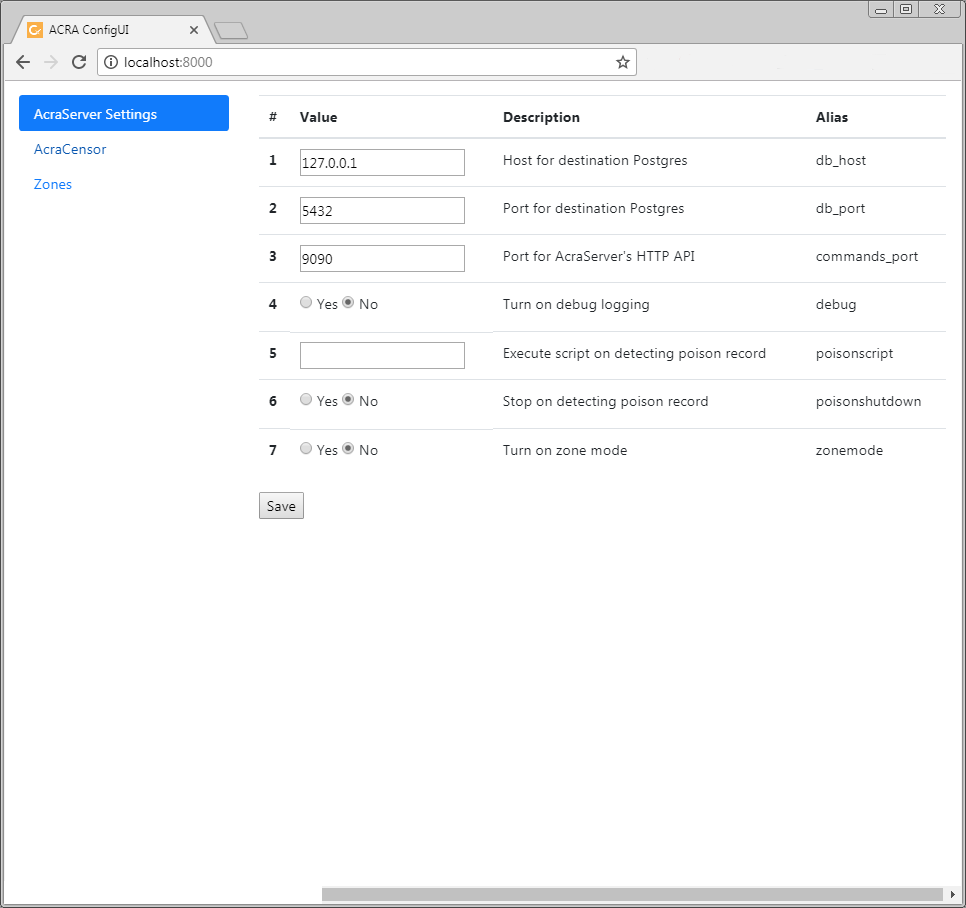 ACRA ConfigUI
localhost:8000
AcraServer Settings
AcraCensor
Zones
# Value Description Alias
1 127.0.0.1 Host for destination Postgres db_host
2 5432 Port for destination Postgres db_port
3 9090 Port for AcraServer's HTTP API commands_port
4 Yes No Turn on debug logging debug
5 Execute script on detecting poison record poisonscript
6 Yes No Stop on detecting poison record poisonshutdown
7 Yes No Turn on zone mode zonemode
Save